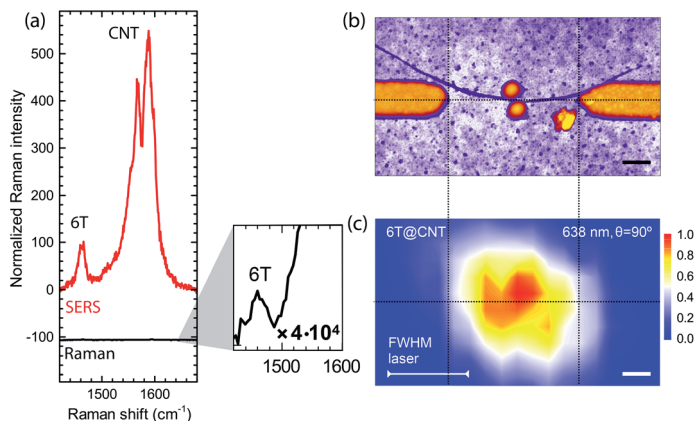 (a)
Normalized Raman intensity
500
400
300
200
100
0
-100
CNT
6T
SERS
Raman
1500
1600
Raman shift (cm⁻¹)
6T
×4·10⁴
1500
1600
(b)
(c)
6T@CNT
638 nm, θ=90º
FWHM
laser
1.0
0.8
0.6
0.4
0.2
0.0